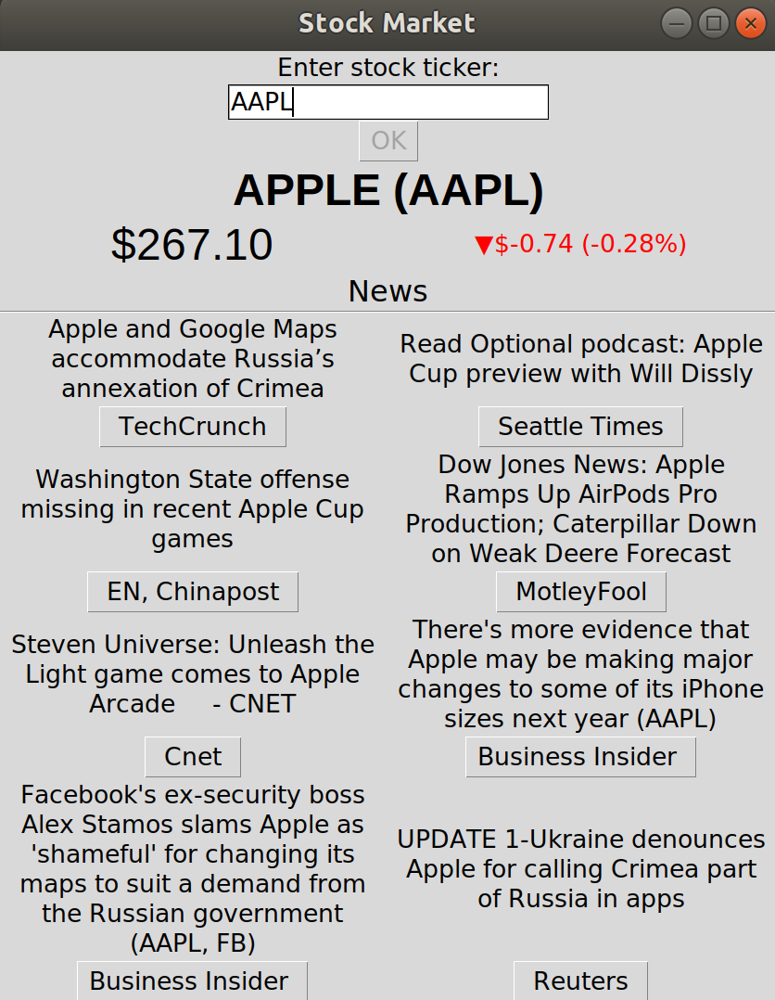 Stock Market
Enter stock ticker:
AAPL
OK
APPLE (AAPL)
$267.10
▼$-0.74 (-0.28%)
News
Apple and Google Maps
accommodate Russia’s
annexation of Crimea
TechCrunch
Read Optional podcast: Apple
Cup preview with Will Dissly
Seattle Times
Washington State offense
missing in recent Apple Cup
games
EN, Chinapost
Dow Jones News: Apple
Ramps Up AirPods Pro
Production; Caterpillar Down
on Weak Deere Forecast
MotleyFool
Steven Universe: Unleash the
Light game comes to Apple
Arcade     - CNET
Cnet
There's more evidence that
Apple may be making major
changes to some of its iPhone
sizes next year (AAPL)
Business Insider
Facebook's ex-security boss
Alex Stamos slams Apple as
'shameful' for changing its
maps to suit a demand from
the Russian government
(AAPL, FB)
Business Insider
UPDATE 1-Ukraine denounces
Apple for calling Crimea part
of Russia in apps
Reuters